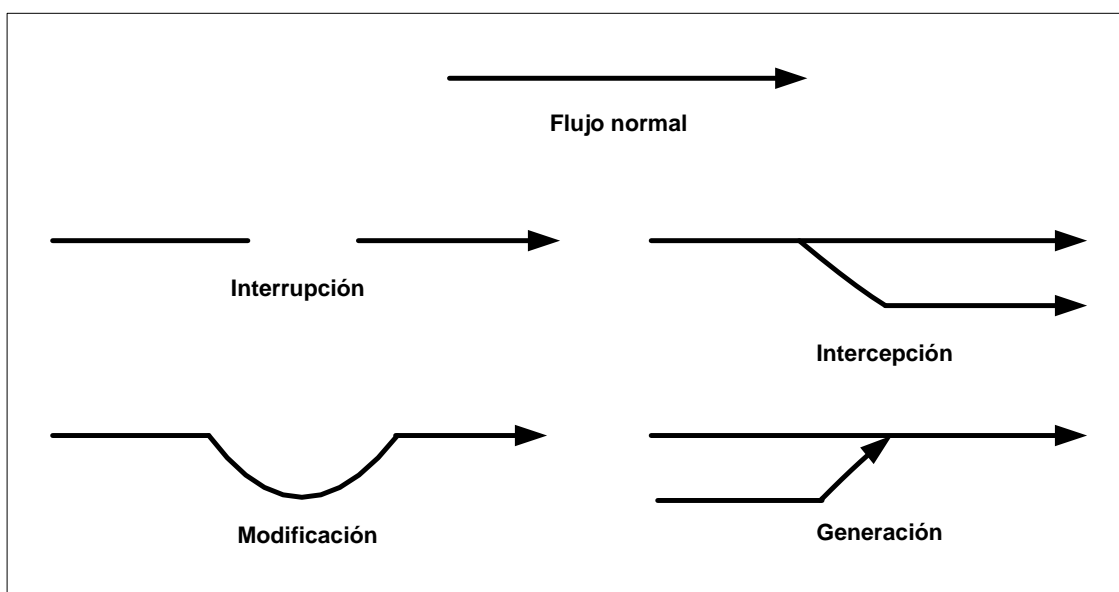 Flujo normal
Interrupción
Intercepción
Modificación
Generación